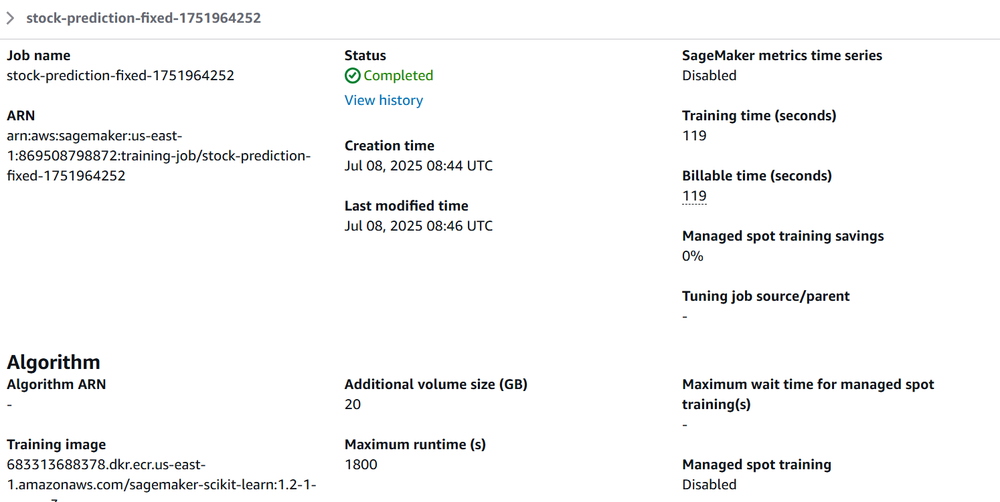 stock-prediction-fixed-1751964252
Job name
stock-prediction-fixed-1751964252
ARN
arn:aws:sagemaker:us-east-
1:869508798872:training-job/stock-prediction-
fixed-1751964252
Status
Completed
View history
Creation time
Jul 08, 2025 08:44 UTC
Last modified time
Jul 08, 2025 08:46 UTC
SageMaker metrics time series
Disabled
Training time (seconds)
119
Billable time (seconds)
119
Managed spot training savings
0%
Tuning job source/parent
-
Algorithm
Algorithm ARN
-
Training image
683313688378.dkr.ecr.us-east-
1.amazonaws.com/sagemaker-scikit-learn:1.2-1-
Additional volume size (GB)
20
Maximum runtime (s)
1800
Maximum wait time for managed spot
training(s)
-
Managed spot training
Disabled